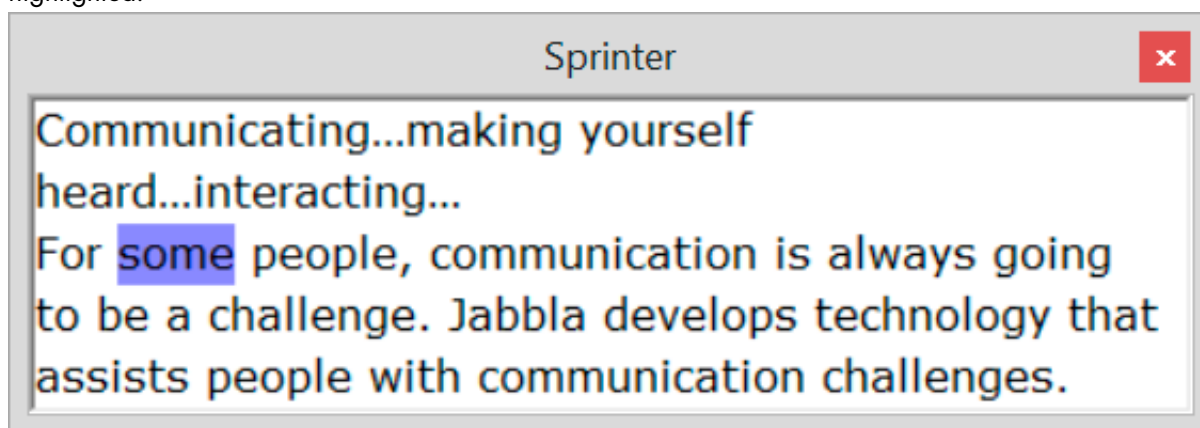 highlighted.
Sprinter
x
Communicating...making yourself
heard...interacting...
For some people, communication is always going
to be a challenge. Jabbla develops technology that
assists people with communication challenges.